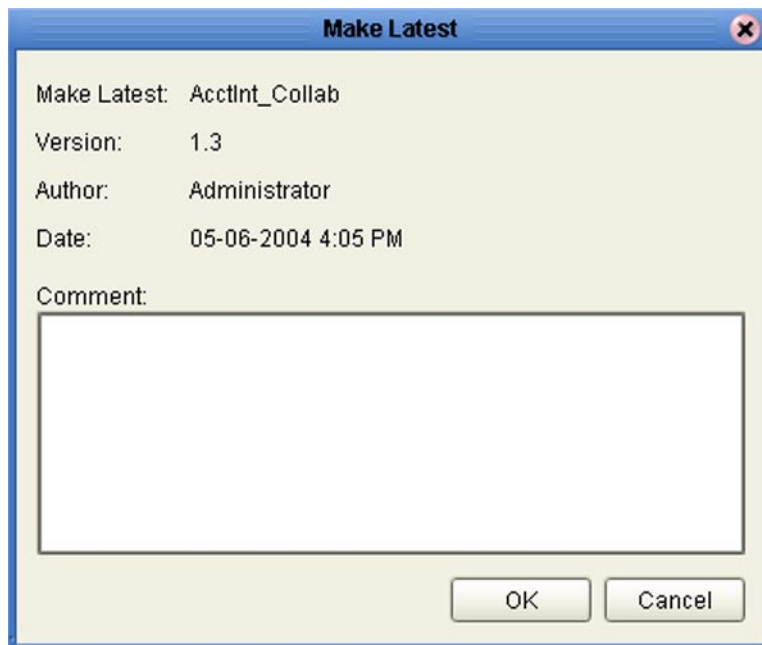 Make Latest
Make Latest: AcctInt_Collab
Version: 1.3
Author: Administrator
Date: 05-06-2004 4:05 PM
Comment:
OK Cancel